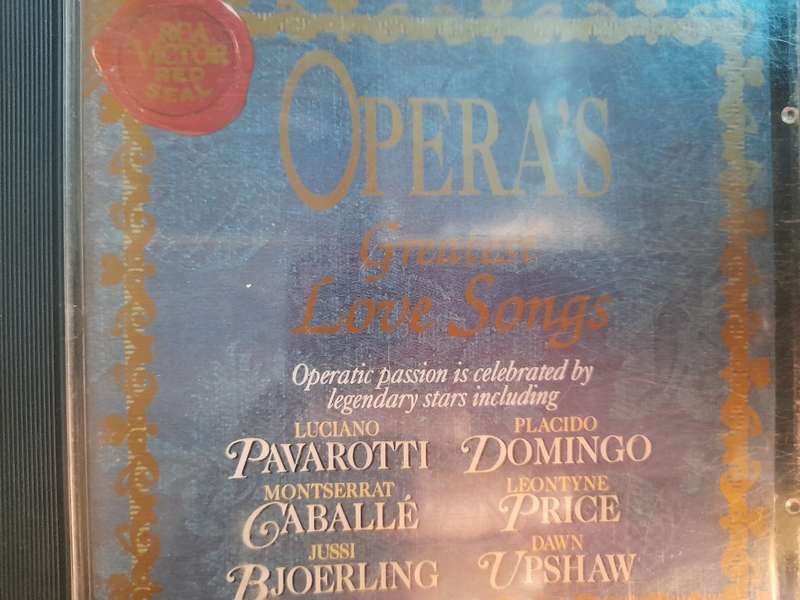 RCA
VICTOR
RED
SEAL
OPERA'S
Greatest
Love Songs
Operatic passion is celebrated by
legendary stars including
LUCIANO PLACIDO
PAVAROTTI DOMINGO
MONTSERRAT LEONTYNE
CABALLÉ PRICE
JUSSI DAWN
BJOERLING UPSHAW